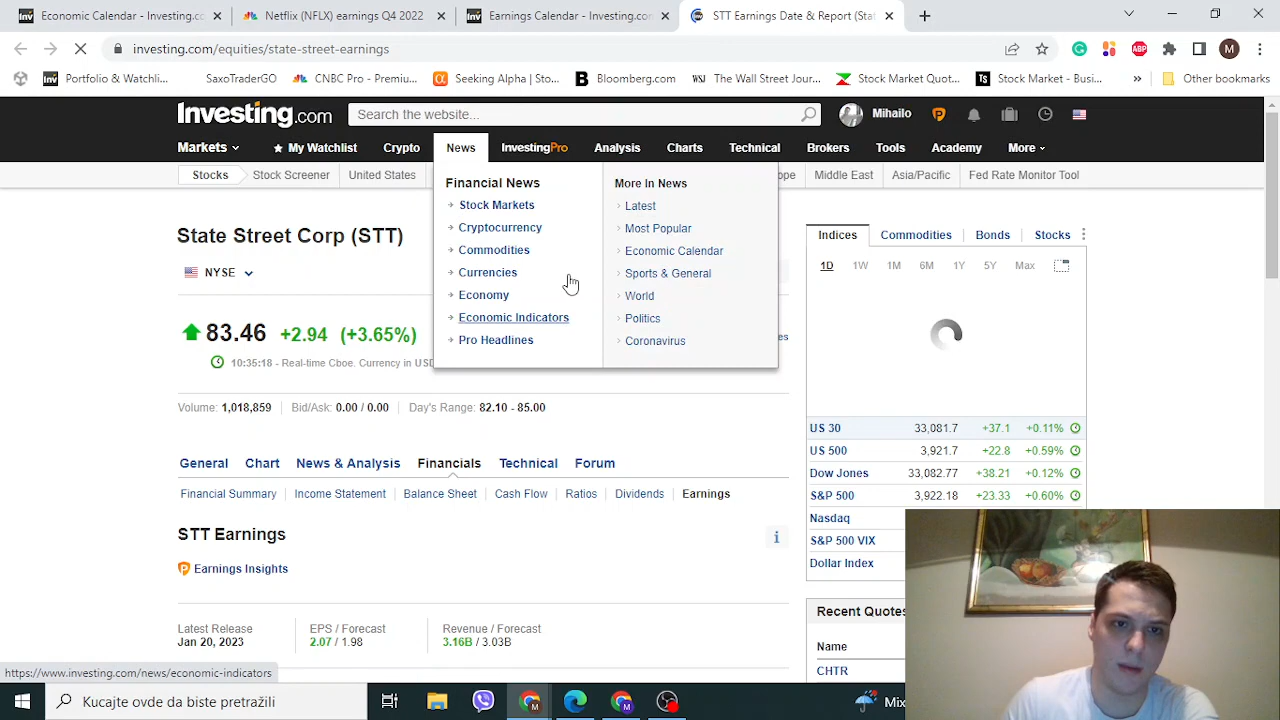 Economic Calendar - Investing.co
Netflix (NFLX) earnings Q4 2022
Earnings Calendar - Investing.com
STT Earnings Date & Report (Sta
investing.com/equities/state-street-earnings
ABP
M
Inv Portfolio & Watchli...
SaxoTraderGO
CNBC Pro - Premiu...
Seeking Alpha | Sto...
Bloomberg.com
The Wall Street Jour...
Stock Market Quot...
Ts Stock Market - Busi...
»
Other bookmarks
Investing.com
Search the website...
Mihailo
Markets
My Watchlist
Crypto
News
InvestingPro
Analysis
Charts
Technical
Brokers
Tools
Academy
More
Stocks
Stock Screener
United States
ope
Middle East
Asia/Pacific
Fed Rate Monitor Tool
Financial News
Stock Markets
Cryptocurrency
Commodities
Currencies
Economy
Economic Indicators
Pro Headlines
More In News
Latest
Most Popular
Economic Calendar
Sports & General
World
Politics
Coronavirus
State Street Corp (STT)
NYSE
83.46 +2.94 (+3.65%)
10:35:18 - Real-time Cboe. Currency in USD
es
Volume: 1,018,859
Bid/Ask: 0.00 / 0.00
Day's Range: 82.10 - 85.00
General
Chart
News & Analysis
Financials
Technical
Forum
Financial Summary
Income Statement
Balance Sheet
Cash Flow
Ratios
Dividends
Earnings
STT Earnings
i
Earnings Insights
Latest Release
Jan 20, 2023
EPS / Forecast
2.07 / 1.98
Revenue / Forecast
3.16B / 3.03B
Indices
Commodities
Bonds
Stocks
1D 1W 1M 6M 1Y 5Y Max
US 30 33,081.7 +37.1 +0.11%
US 500 3,921.7 +22.8 +0.59%
Dow Jones 33,082.77 +38.21 +0.12%
S&P 500 3,922.18 +23.33 +0.60%
Nasdaq
S&P 500 VIX
Dollar Index
Recent Quotes
Name
CHTR
https://www.investing.com/news/economic-indicators
Kucajte ovde da biste pretražili
Mix